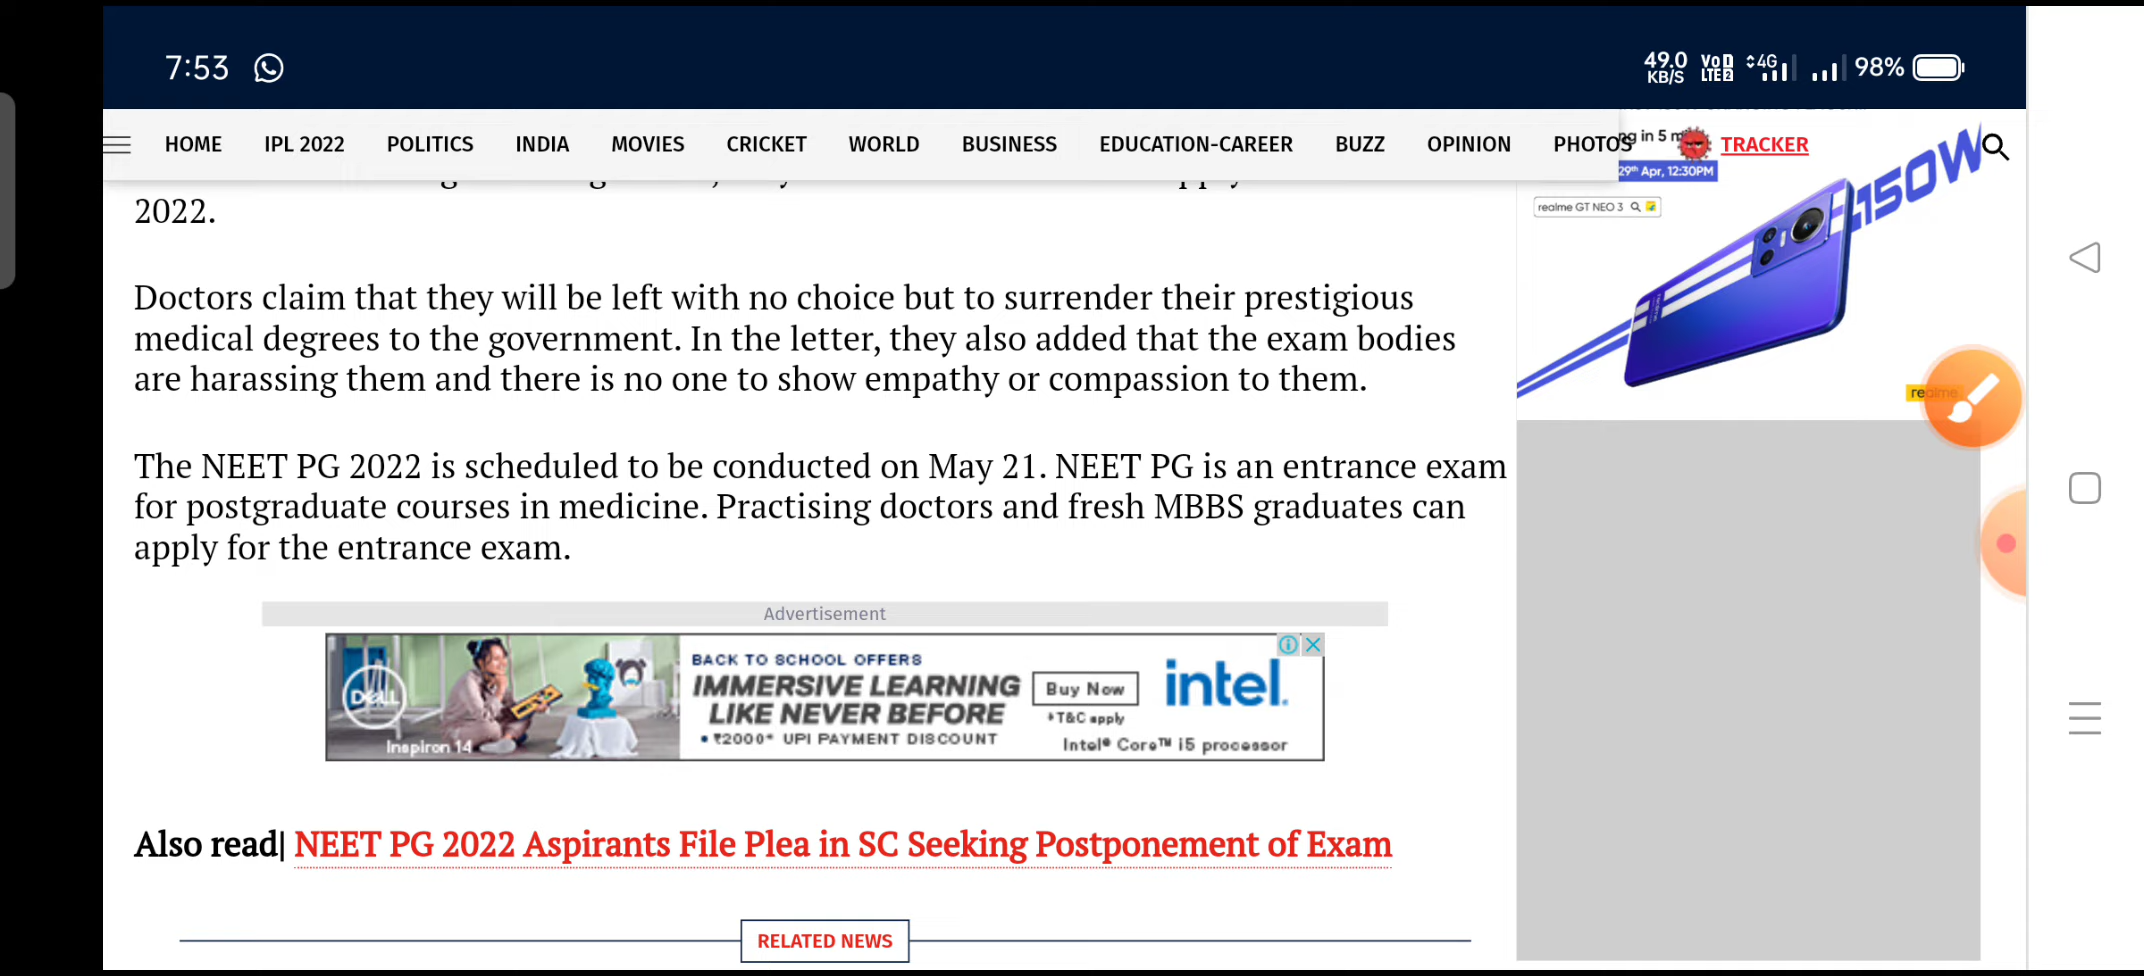 7:53
49.0 KB/S
Vo LTE
4G
98%
HOME IPL 2022 POLITICS INDIA MOVIES CRICKET WORLD BUSINESS EDUCATION-CAREER BUZZ OPINION PHOTOS TRACKER
in 5
29th Apr, 12:30PM
150W
realme GT NEO 3
realme
2022.
Doctors claim that they will be left with no choice but to surrender their prestigious
medical degrees to the government. In the letter, they also added that the exam bodies
are harassing them and there is no one to show empathy or compassion to them.
The NEET PG 2022 is scheduled to be conducted on May 21. NEET PG is an entrance exam
for postgraduate courses in medicine. Practising doctors and fresh MBBS graduates can
apply for the entrance exam.
Advertisement
DELL
Inspiron 14
BACK TO SCHOOL OFFERS
IMMERSIVE LEARNING
LIKE NEVER BEFORE
• ₹2000* UPI PAYMENT DISCOUNT
Buy Now
*T&C apply
intel.
Intel® Core™ i5 processor
Also read| NEET PG 2022 Aspirants File Plea in SC Seeking Postponement of Exam
RELATED NEWS